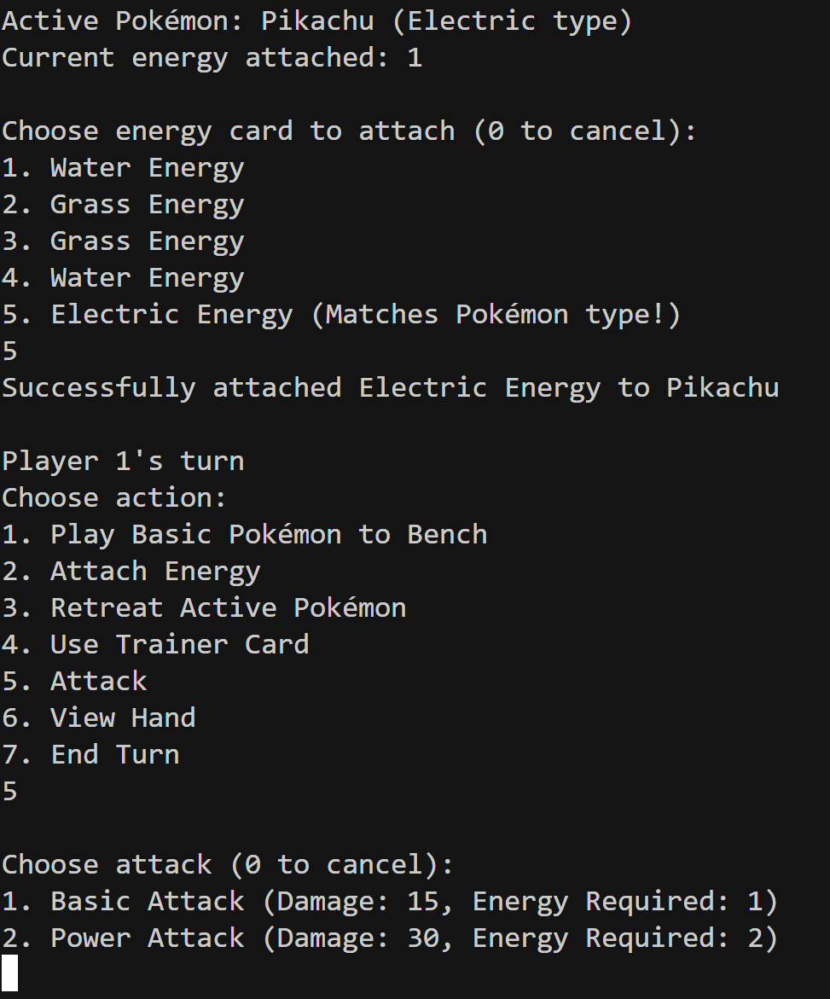 Active Pokémon: Pikachu (Electric type)
Current energy attached: 1
Choose energy card to attach (0 to cancel):
1. Water Energy
2. Grass Energy
3. Grass Energy
4. Water Energy
5. Electric Energy (Matches Pokémon type!)
5
Successfully attached Electric Energy to Pikachu
Player 1's turn
Choose action:
1. Play Basic Pokémon to Bench
2. Attach Energy
3. Retreat Active Pokémon
4. Use Trainer Card
5. Attack
6. View Hand
7. End Turn
5
Choose attack (0 to cancel):
1. Basic Attack (Damage: 15, Energy Required: 1)
2. Power Attack (Damage: 30, Energy Required: 2)